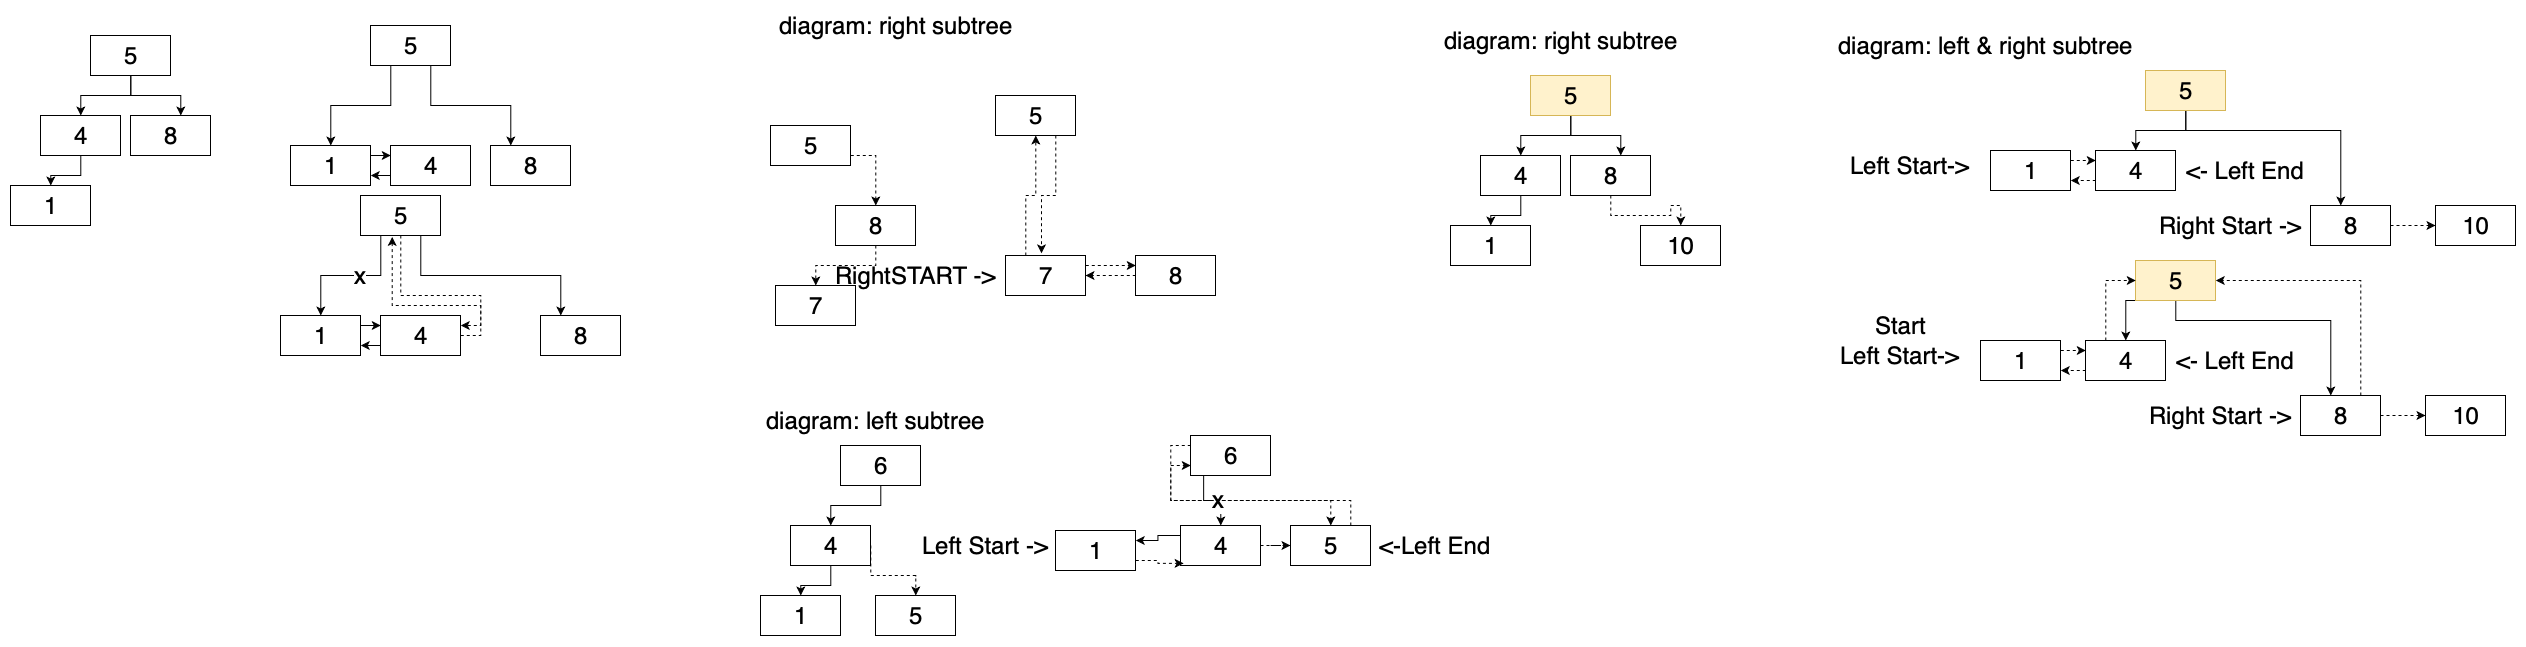 5
4
8
1
5
1
4
8
5
x
1
4
8
diagram: right subtree
5
8
7
5
RightSTART ->
7
8
diagram: left subtree
6
4
1
5
6
x
Left Start ->
1
4
5
<-Left End
diagram: right subtree
5
4
8
1
10
diagram: left & right subtree
5
Left Start->
1
4
<- Left End
Right Start ->
8
10
5
Start
Left Start->
1
4
<- Left End
Right Start ->
8
10